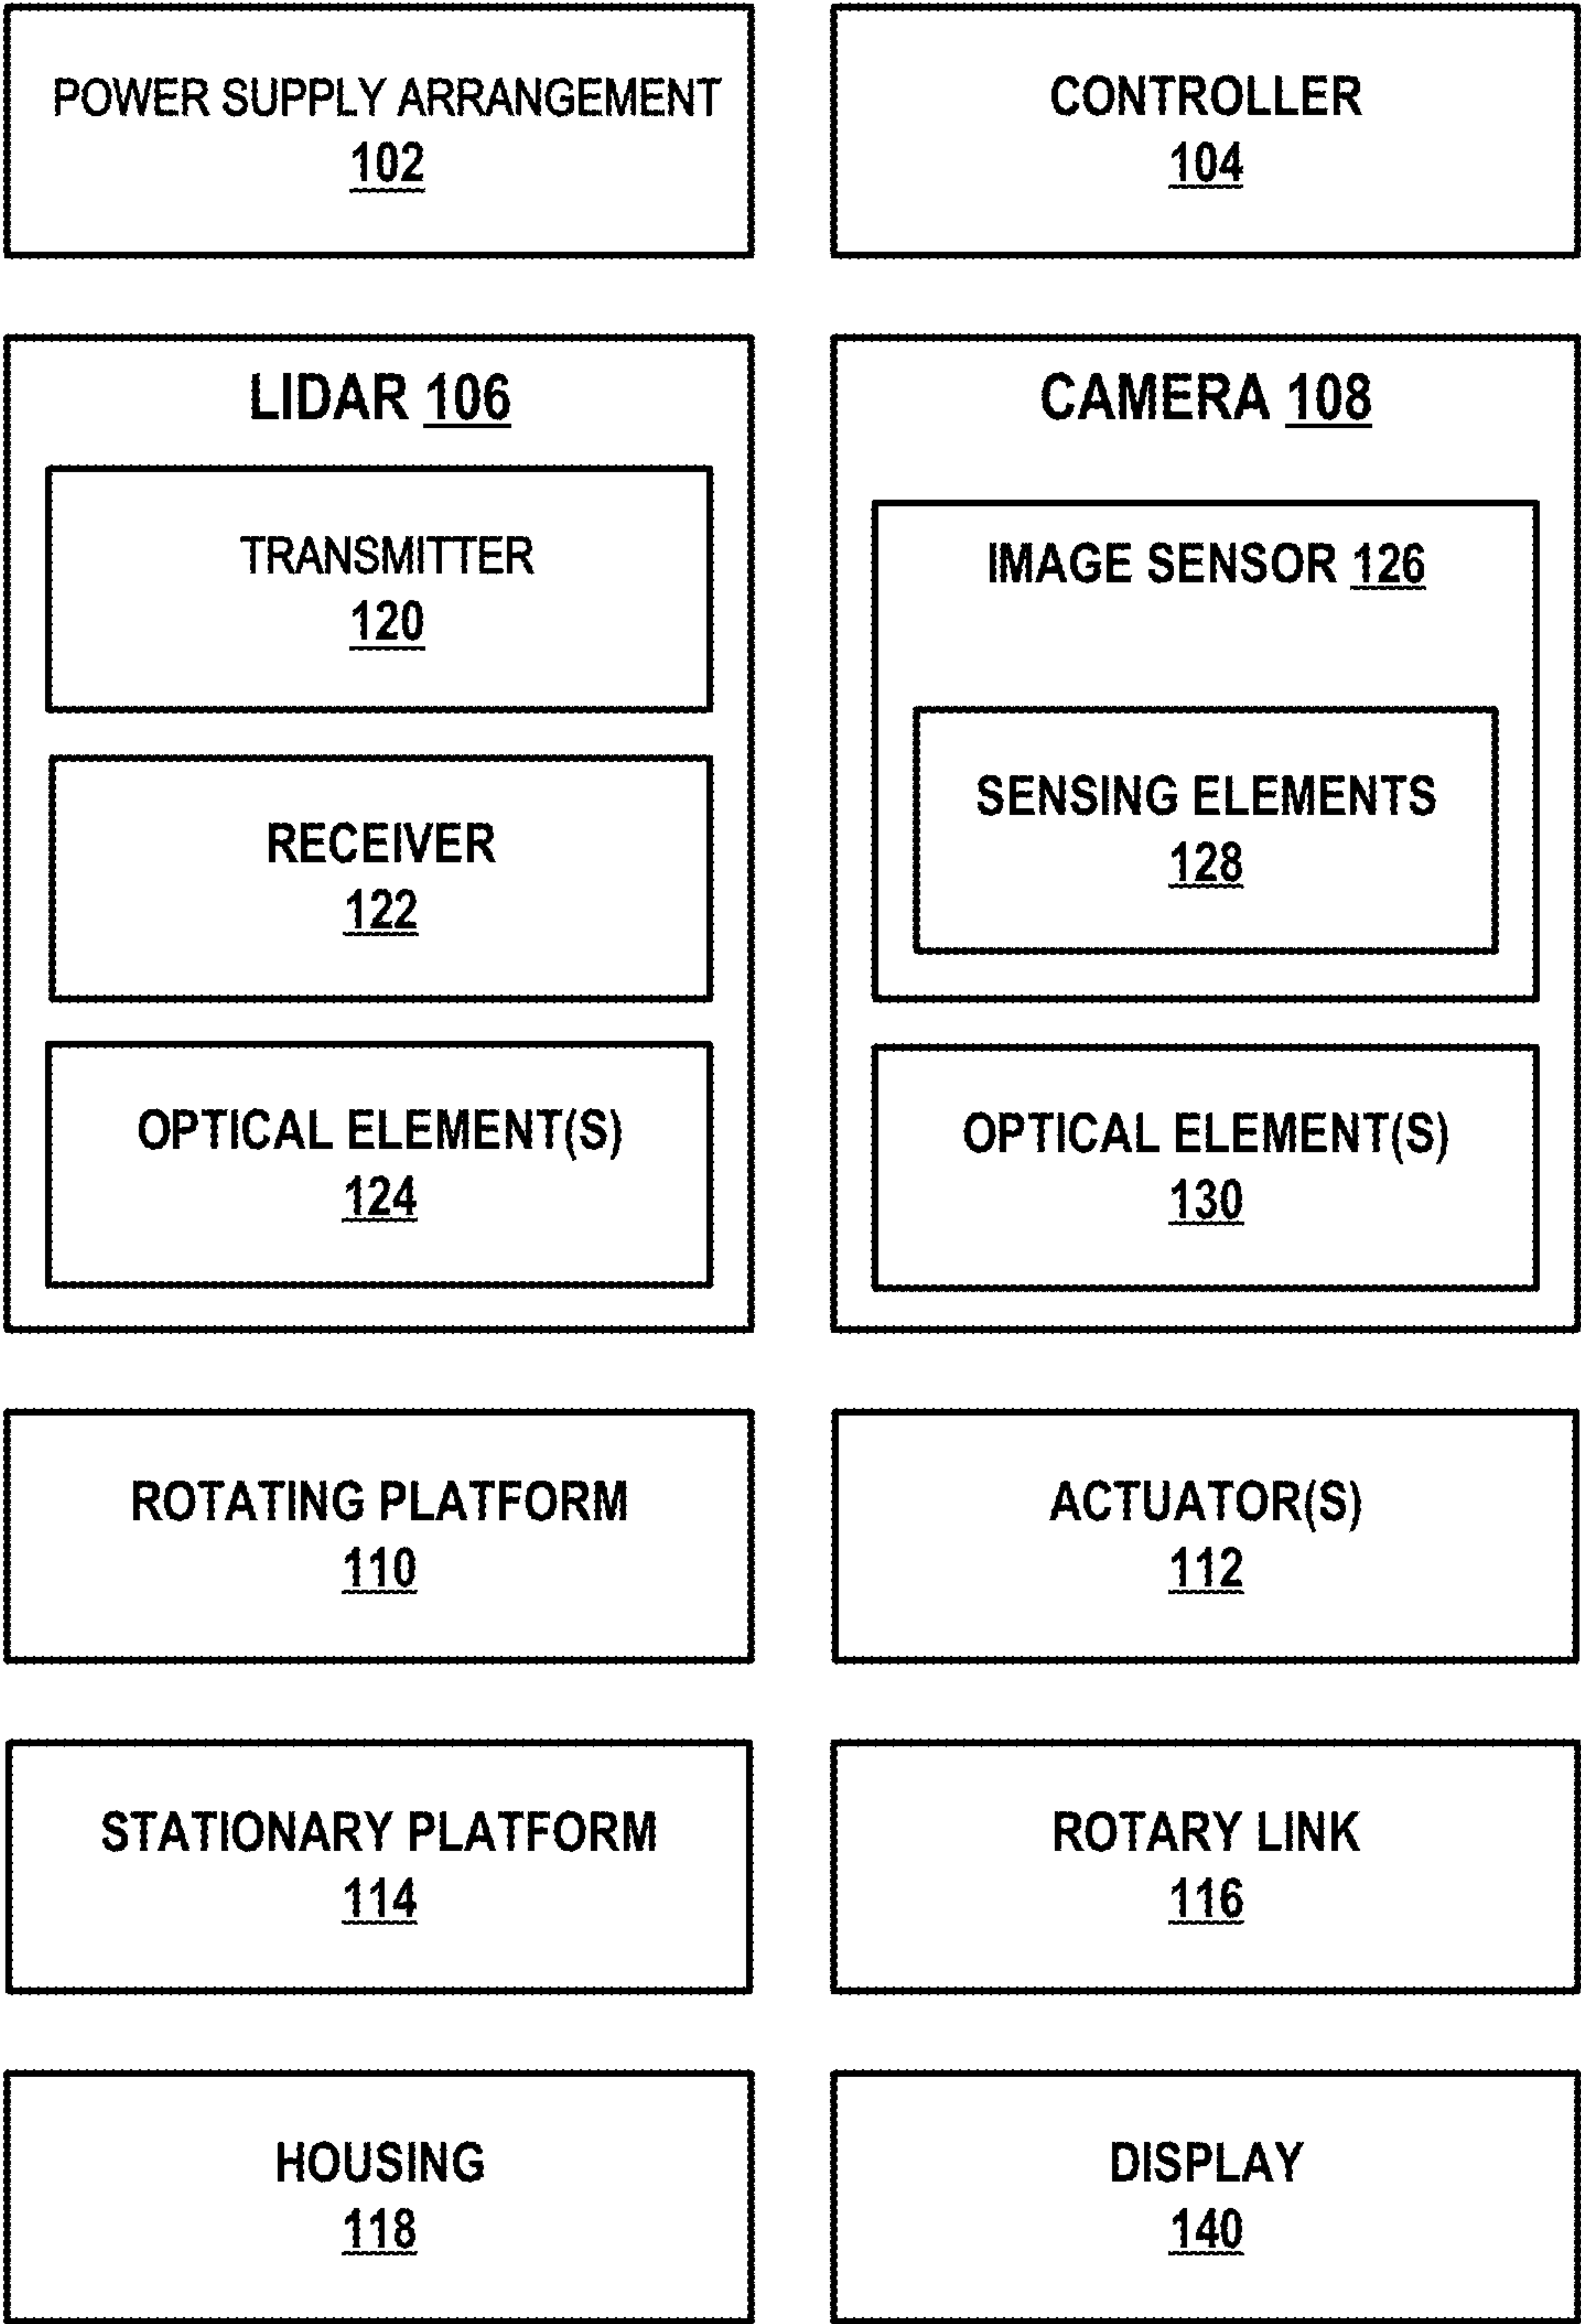 POWER SUPPLY ARRANGEMENT
102
CONTROLLER
104
LIDAR 106
TRANSMITTER
120
RECEIVER
122
OPTICAL ELEMENT(S)
124
CAMERA 108
IMAGE SENSOR 126
SENSING ELEMENTS
128
OPTICAL ELEMENT(S)
130
ROTATING PLATFORM
110
ACTUATOR(S)
112
STATIONARY PLATFORM
114
ROTARY LINK
116
HOUSING
118
DISPLAY
140